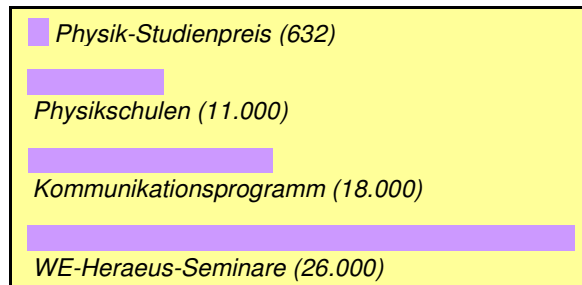 Physik-Studienpreis (632)
Physikschulen (11.000)
Kommunikationsprogramm (18.000)
WE-Heraeus-Seminare (26.000)